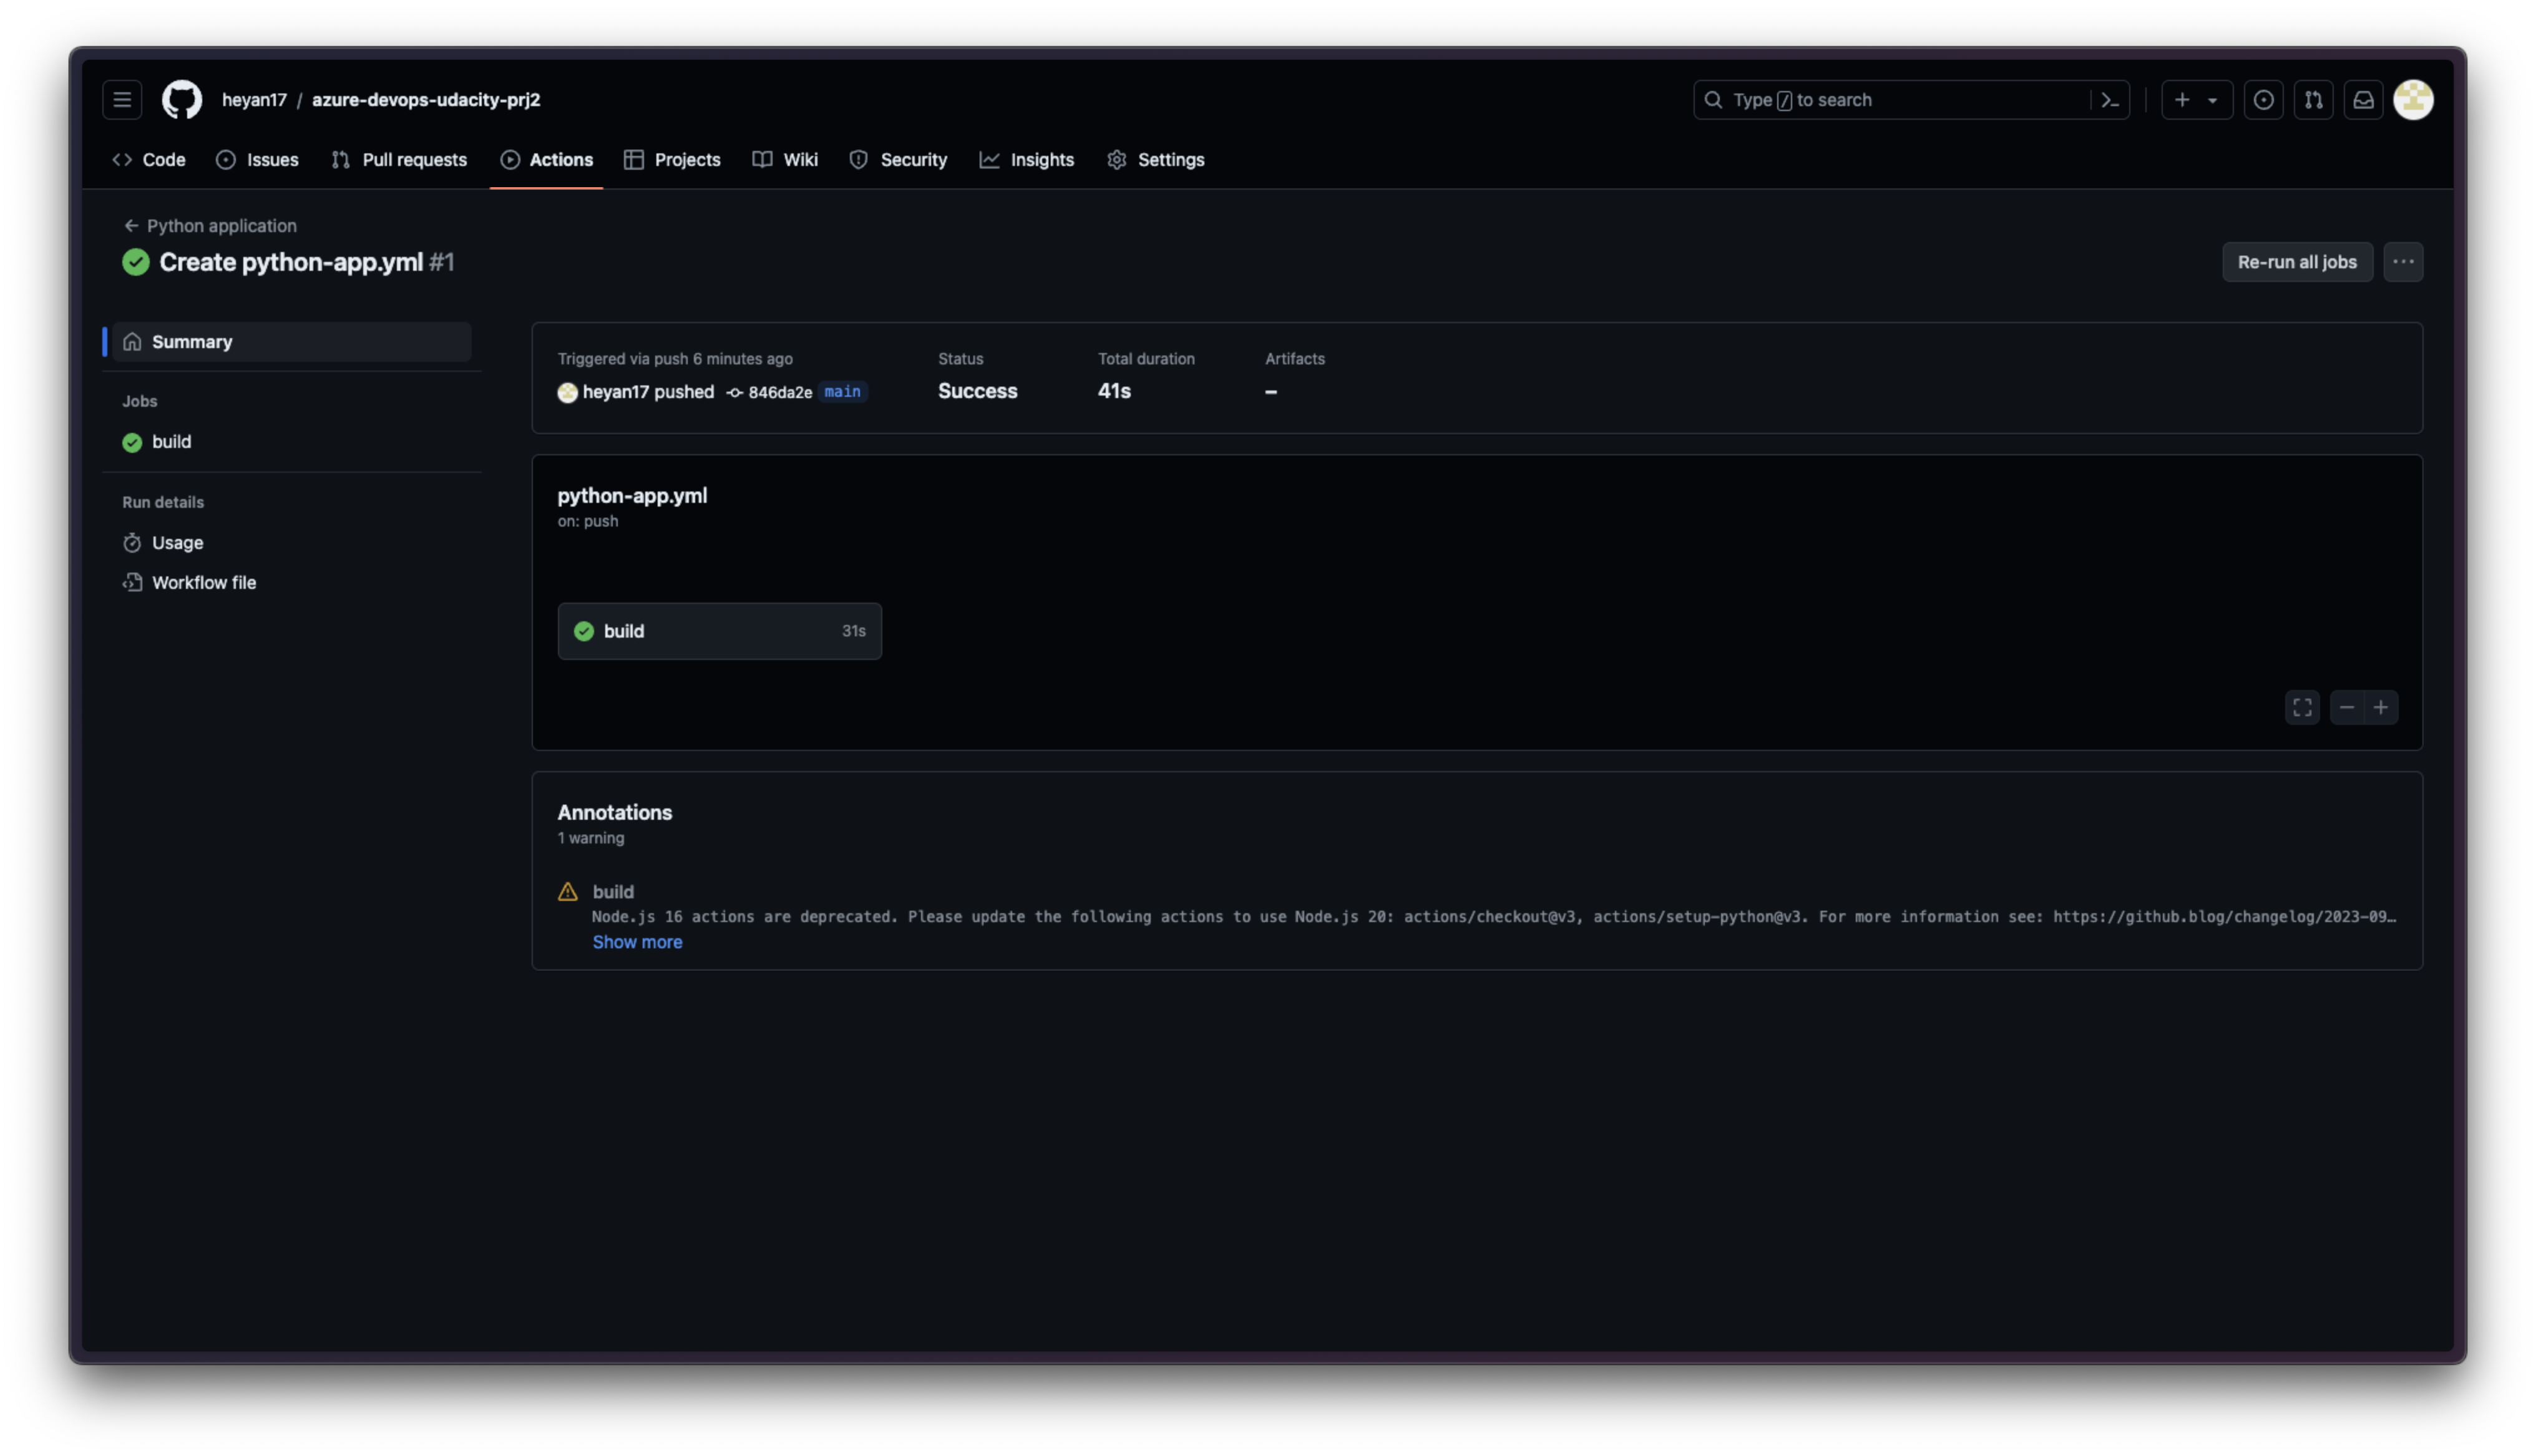 heyan17 / azure-devops-udacity-prj2
Type / to search
Code Issues Pull requests Actions Projects Wiki Security Insights Settings
Python application
Create python-app.yml #1
Re-run all jobs
Summary
Jobs
build
Run details
Usage
Workflow file
Triggered via push 6 minutes ago
heyan17 pushed 846da2e main
Status
Success
Total duration
41s
Artifacts
–
python-app.yml
on: push
build 31s
Annotations
1 warning
build
Node.js 16 actions are deprecated. Please update the following actions to use Node.js 20: actions/checkout@v3, actions/setup-python@v3. For more information see: https://github.blog/changelog/2023-09…
Show more